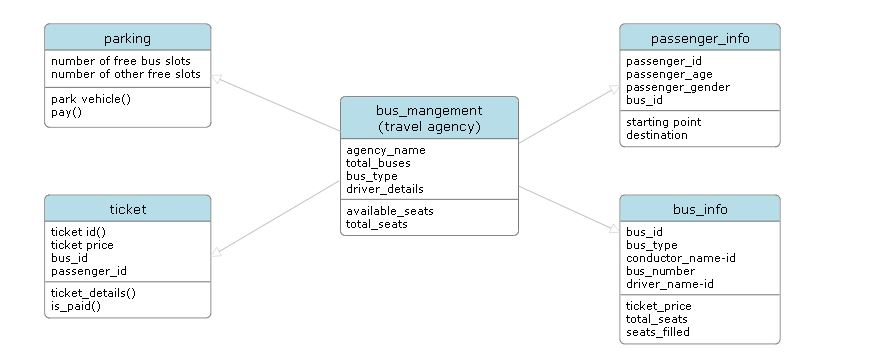 parking
number of free bus slots
number of other free slots
park vehicle()
pay()
ticket
ticket id()
ticket price
bus_id
passenger_id
ticket_details()
is_paid()
bus_mangement
(travel agency)
agency_name
total_buses
bus_type
driver_details
available_seats
total_seats
passenger_info
passenger_id
passenger_age
passenger_gender
bus_id
starting point
destination
bus_info
bus_id
bus_type
conductor_name-id
bus_number
driver_name-id
ticket_price
total_seats
seats_filled